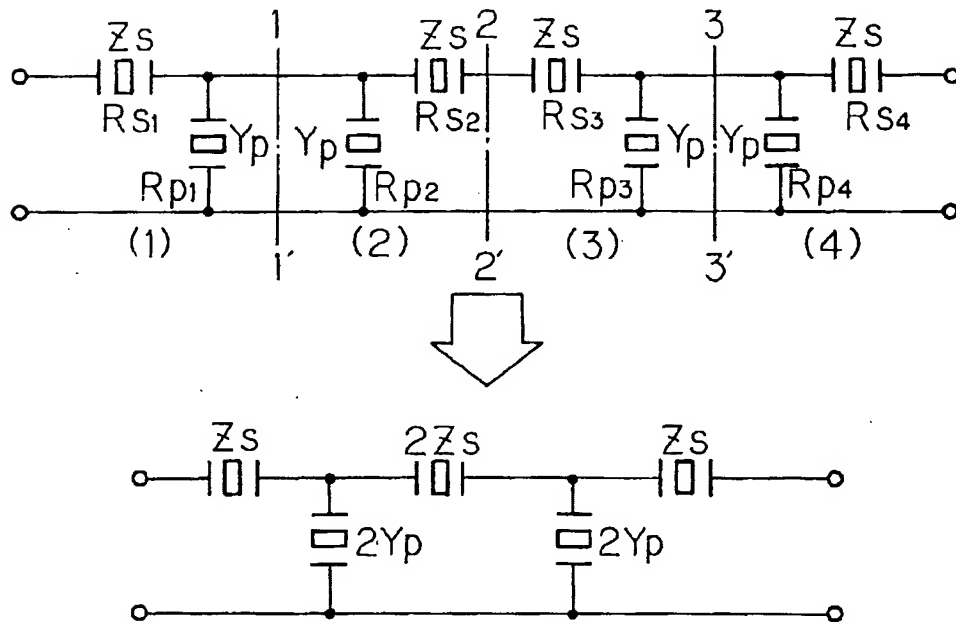 1 2 3
Zs Zs Zs Zs
Rs1 Yp Yp Rs2 Rs3 Yp Yp Rs4
Rp1 Rp2 Rp3 Rp4
(1) (2) (3) (4)
1' 2' 3'
Zs 2Zs Zs
2Yp 2Yp